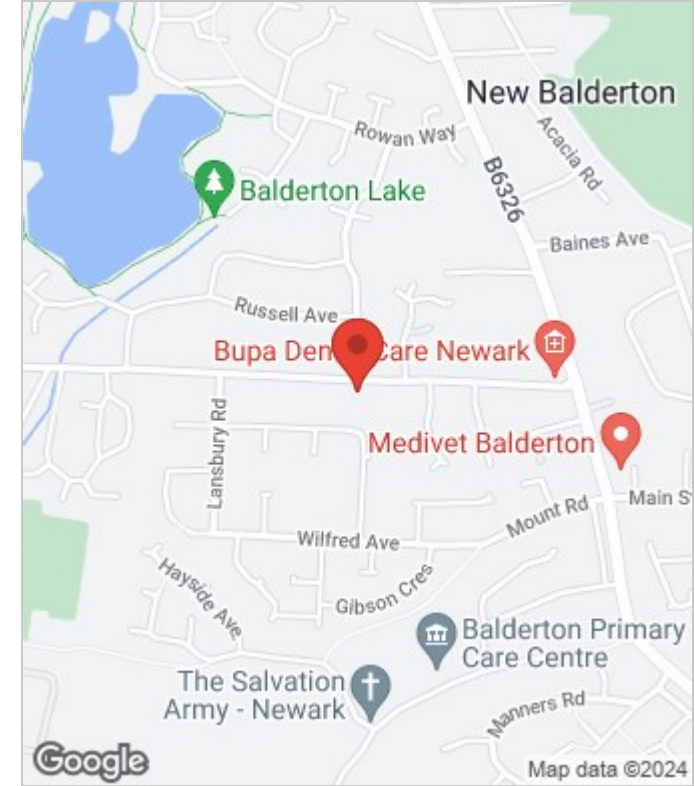 New Balderton
Rowan Way
Acacia Rd
B6326
Balderton Lake
Baines Ave
Russell Ave
Bupa Den Care Newark
Lansbury Rd
Medivet Balderton
Main S
Mount Rd
Wilfred Ave
Hayside Ave
Gibson Cres
Balderton Primary
Care Centre
The Salvation
Army - Newark
Manners Rd
Google
Map data ©2024